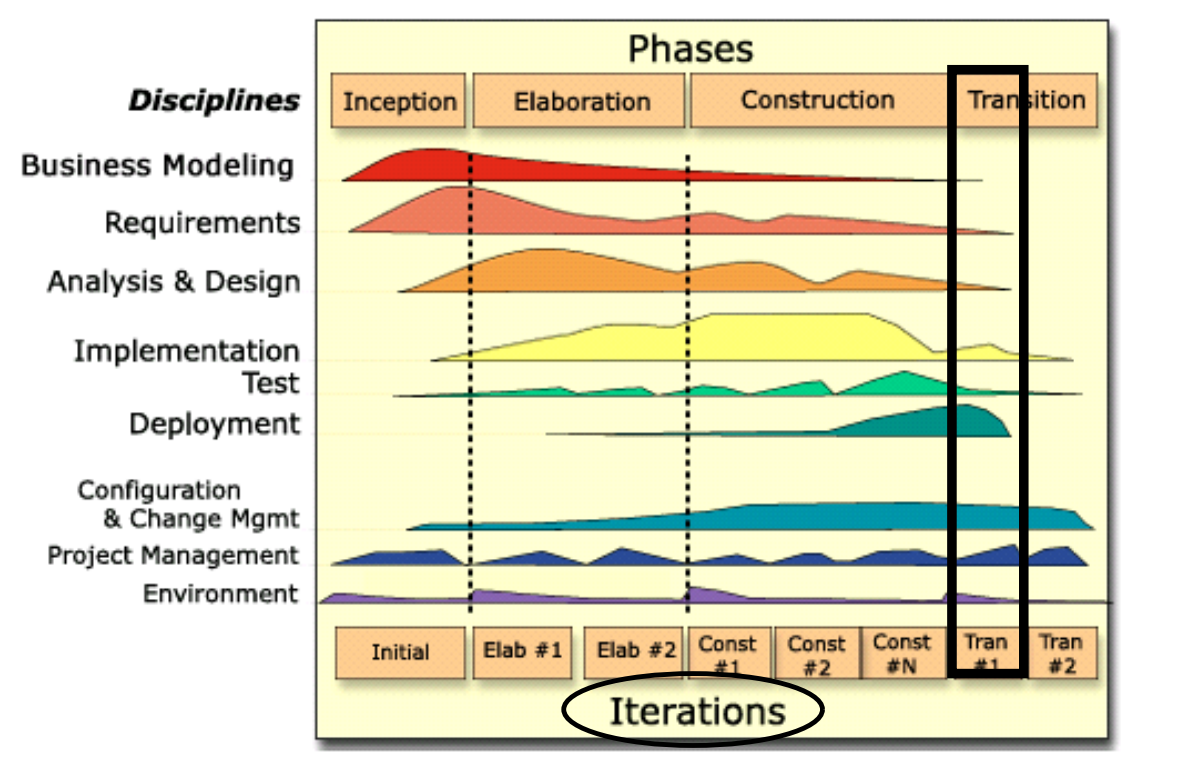 Phases
Disciplines
Inception
Elaboration
Construction
Transition
Business Modeling
Requirements
Analysis & Design
Implementation
Test
Deployment
Configuration
& Change Mgmt
Project Management
Environment
Initial
Elab #1
Elab #2
Const
#1
Const
#2
Const
#N
Tran
#1
Tran
#2
Iterations